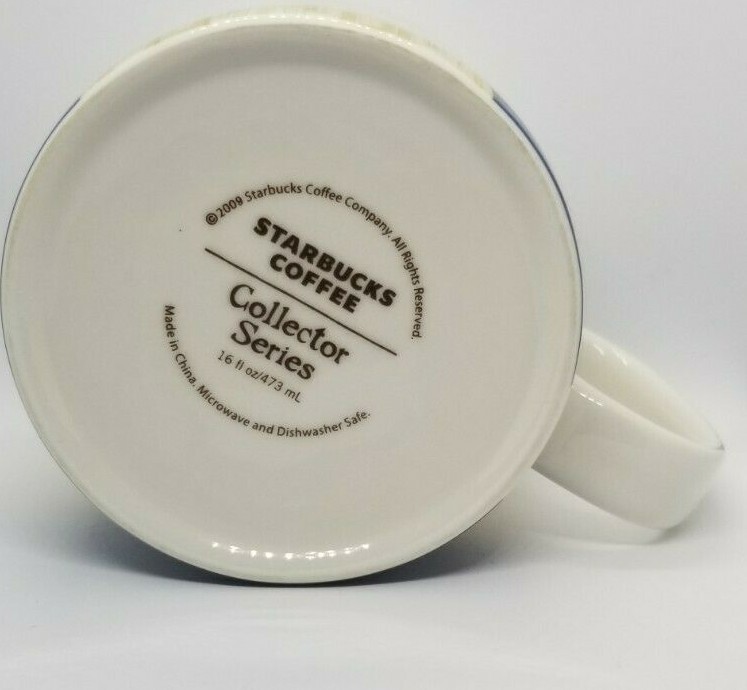 ©2009 Starbucks Coffee Company. All Rights Reserved.
STARBUCKS
COFFEE
Collector
Series
16 fl oz/473 mL
Made in China. Microwave and Dishwasher Safe.